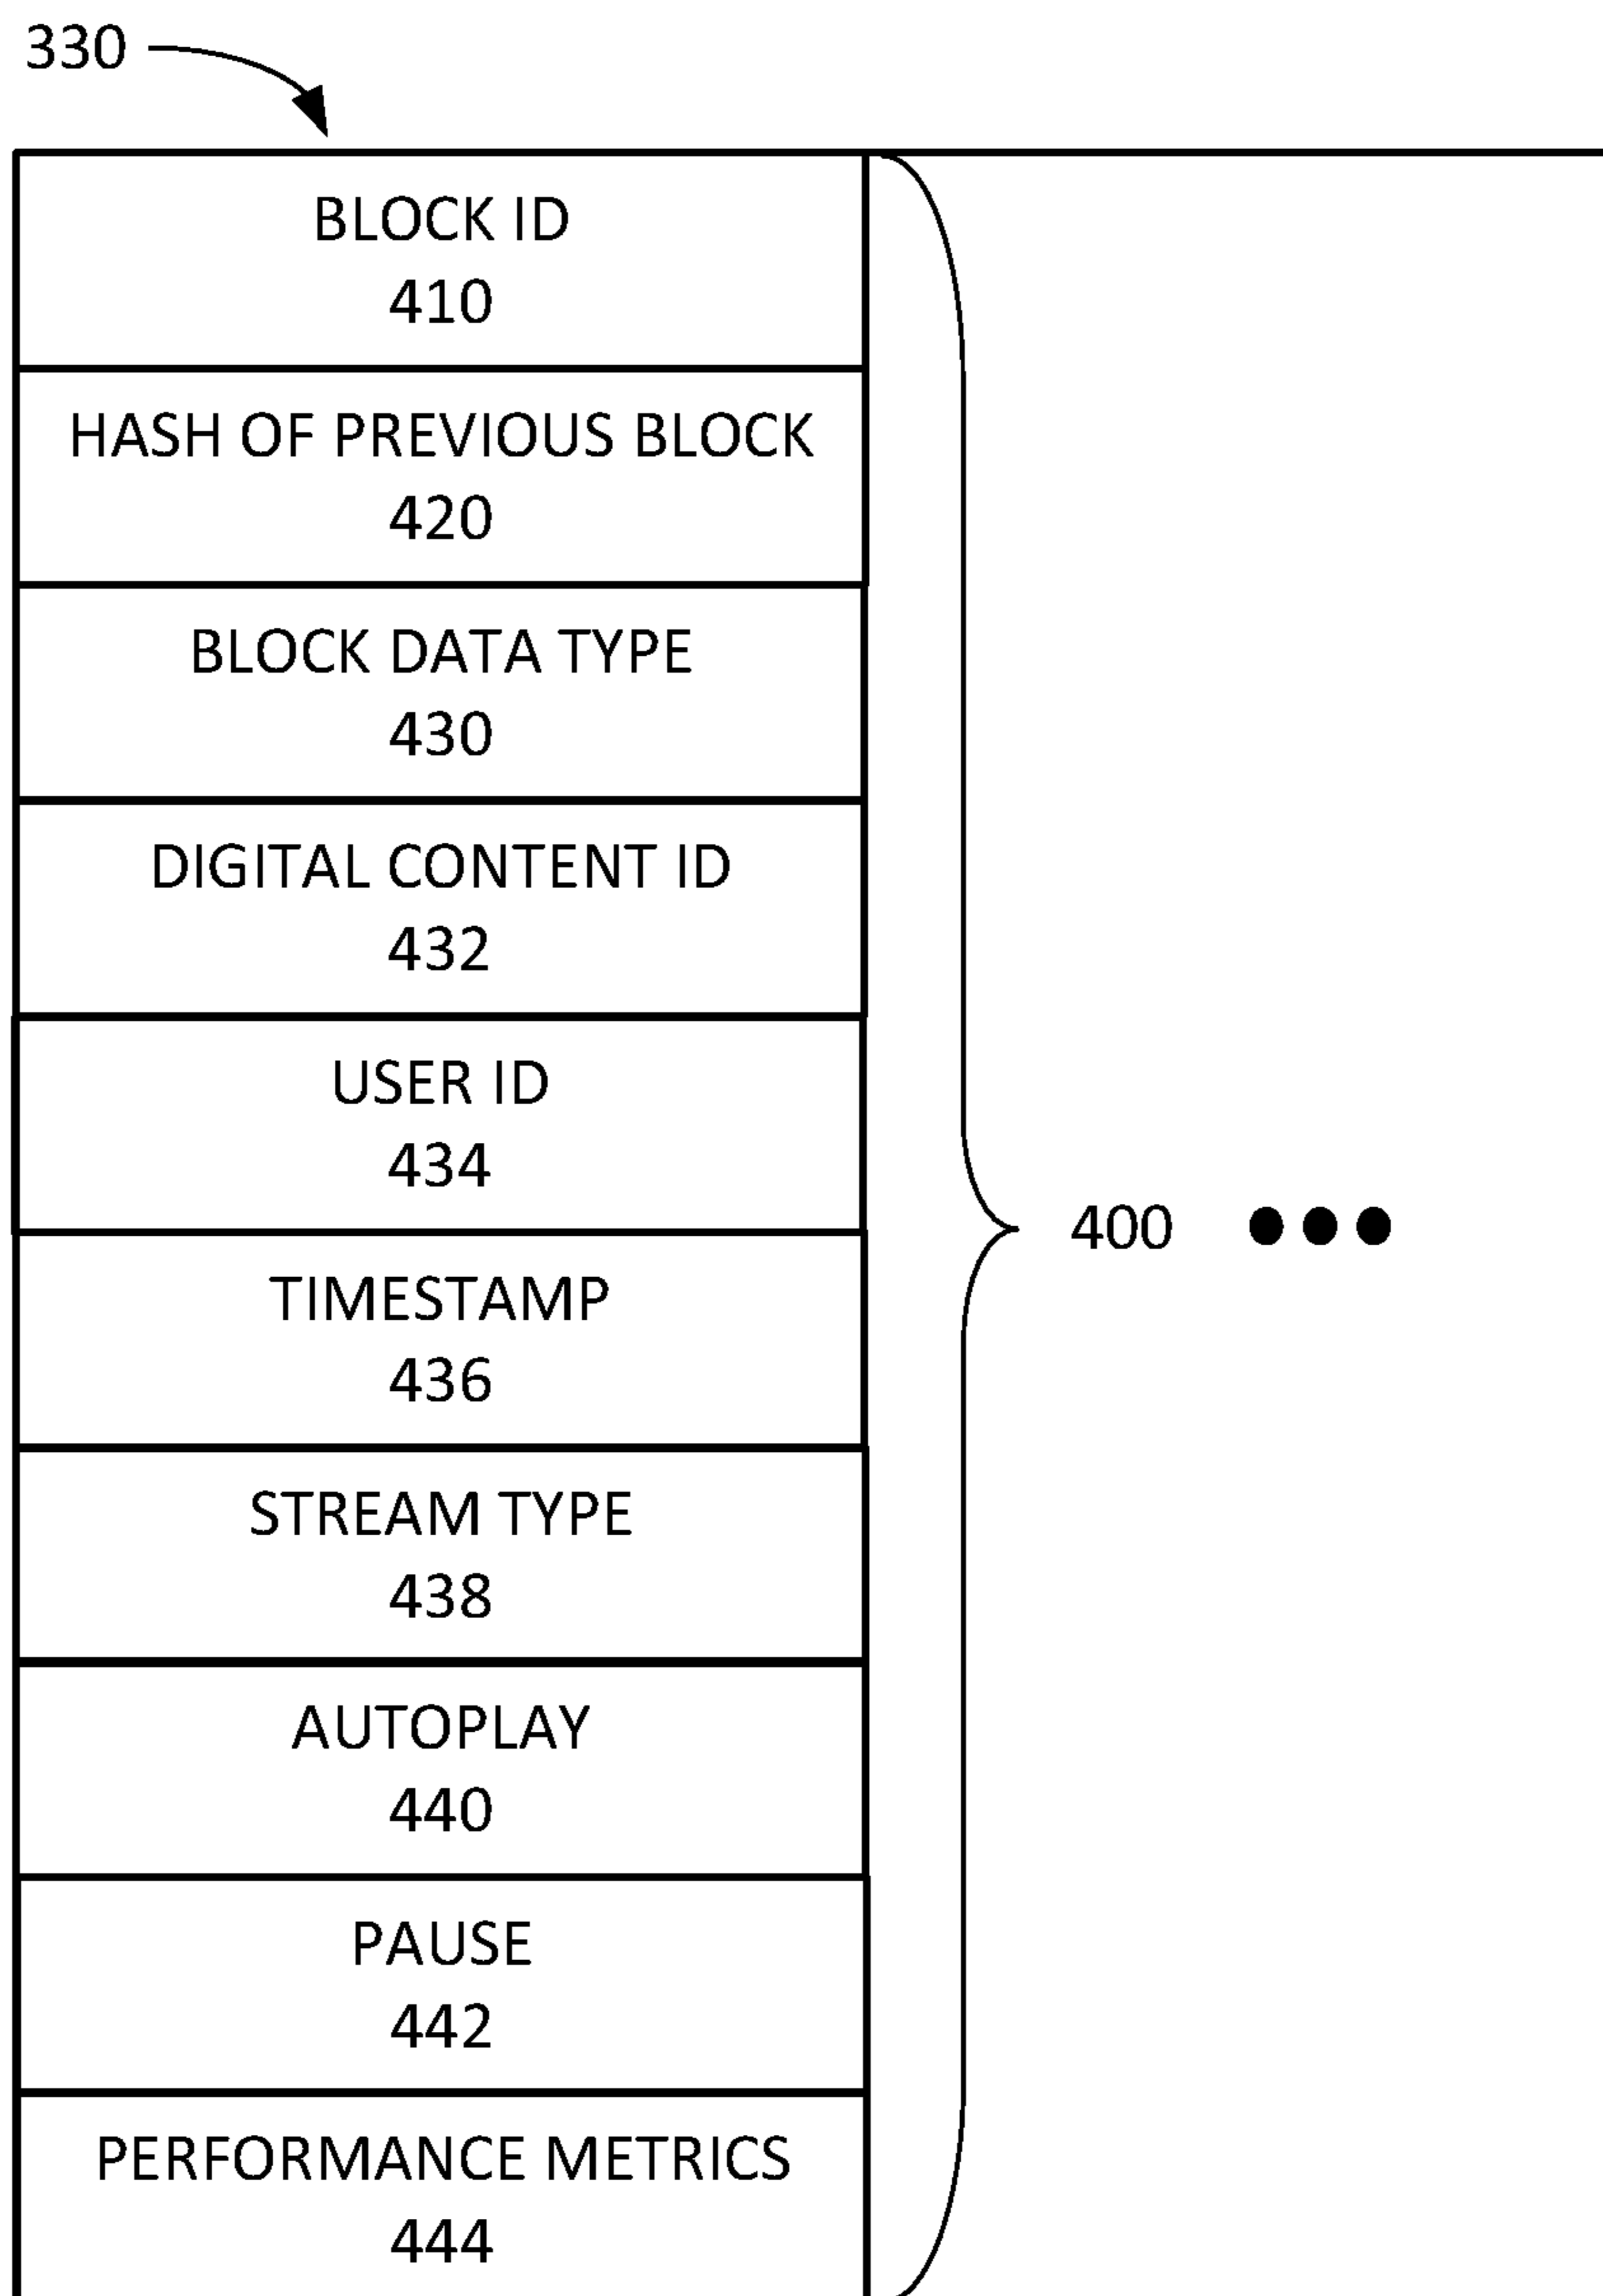 330
BLOCK ID
410
HASH OF PREVIOUS BLOCK
420
BLOCK DATA TYPE
430
DIGITAL CONTENT ID
432
USER ID
434
TIMESTAMP
436
400
STREAM TYPE
438
AUTOPLAY
440
PAUSE
442
PERFORMANCE METRICS
444